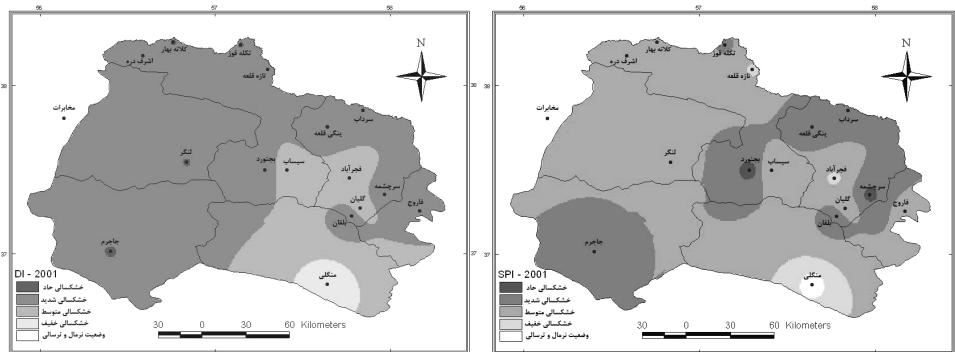 56
57
58
N
کلاته بهار
تکله قوز
اشرف دره
تازه قلعه
38
مخابرات
سرداب
ینگی قلعه
لنگر
بجنورد
سیساب
فجرآباد
سرچشمه
گلیان
فاروج
بلقان
جاجرم
37
منگلی
DI - 2001
خشکسالی حاد
خشکسالی شدید
خشکسالی متوسط
خشکسالی خفیف
وضعیت نرمال و ترسالی
30 0 30 60 Kilometers
56
57
58
N
کلاته بهار
تکله قوز
اشرف دره
تازه قلعه
38
مخابرات
سرداب
ینگی قلعه
لنگر
بجنورد
سیساب
فجرآباد
سرچشمه
گلیان
فاروج
بلقان
جاجرم
37
منگلی
SPI - 2001
خشکسالی حاد
خشکسالی شدید
خشکسالی متوسط
خشکسالی خفیف
وضعیت نرمال و ترسالی
30 0 30 60 Kilometers